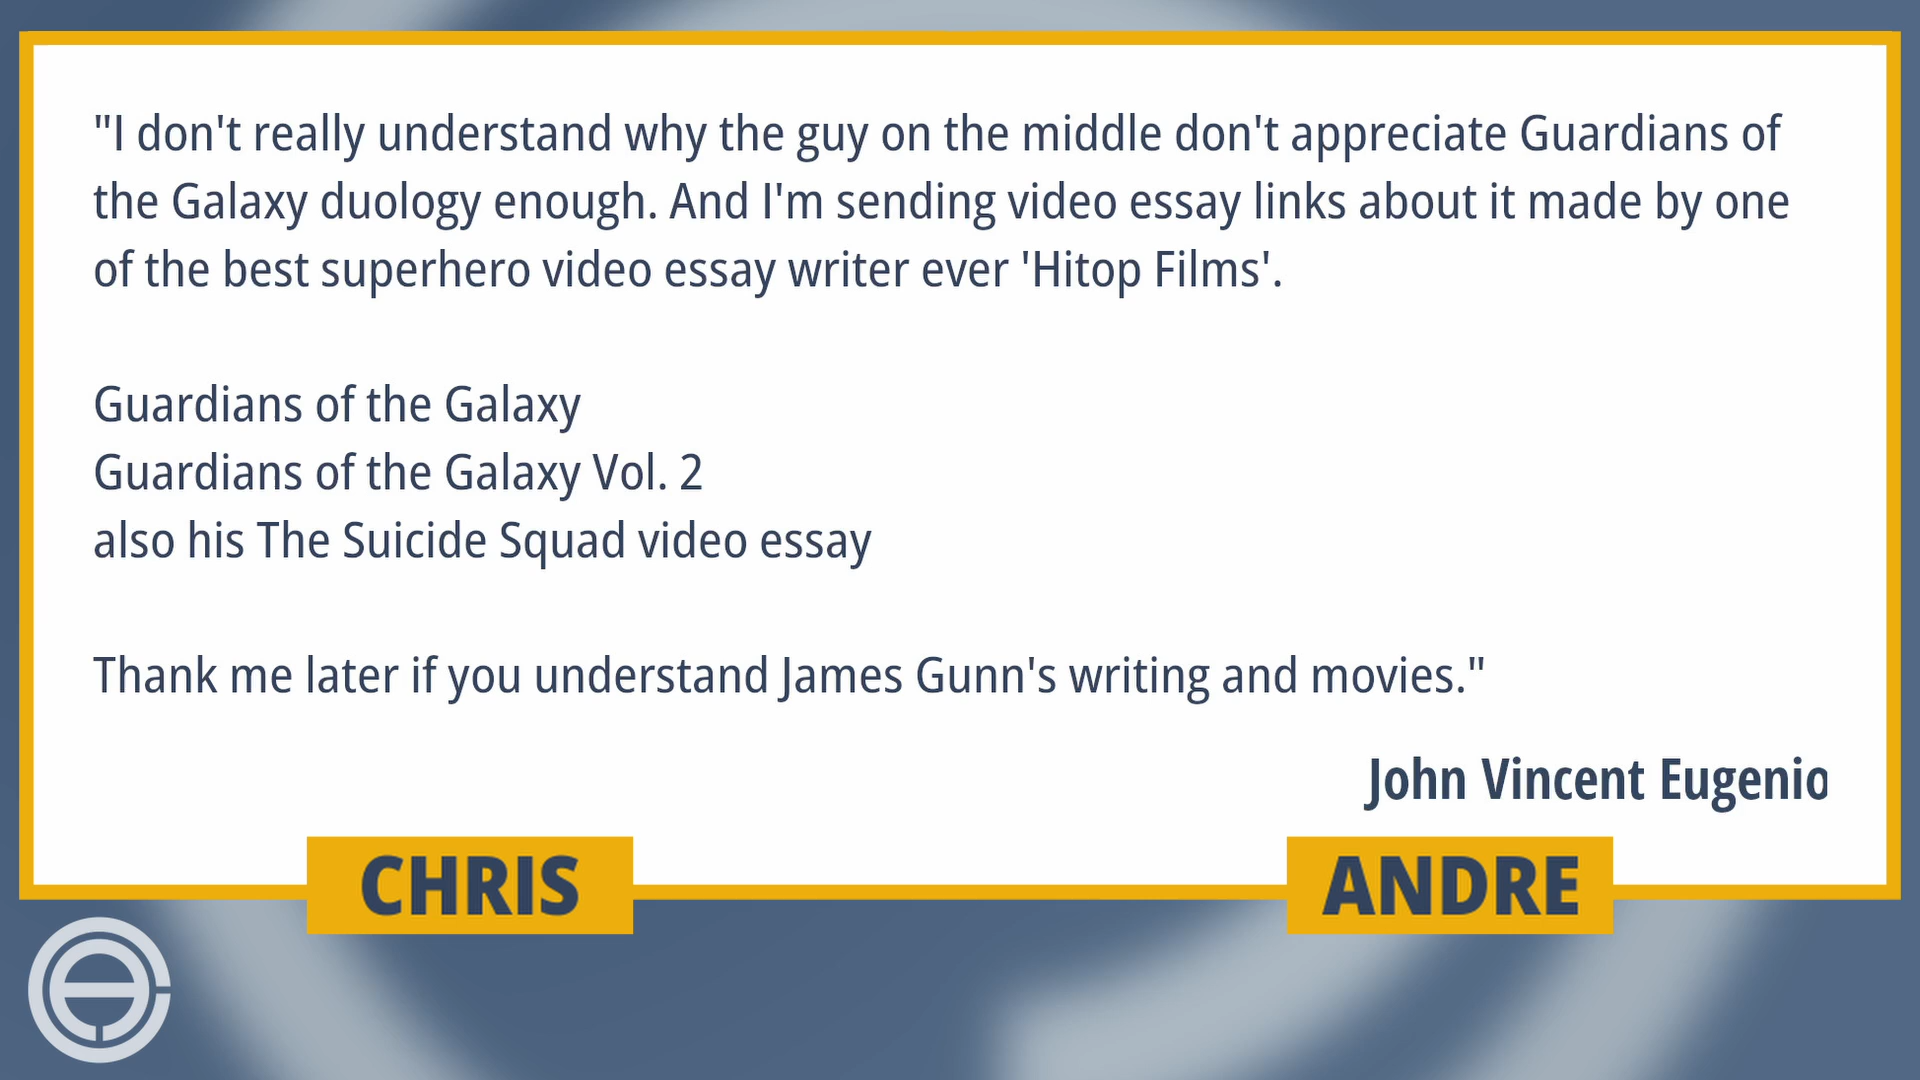 "I don't really understand why the guy on the middle don't appreciate Guardians of
the Galaxy duology enough. And I'm sending video essay links about it made by one
of the best superhero video essay writer ever 'Hitop Films'.
Guardians of the Galaxy
Guardians of the Galaxy Vol. 2
also his The Suicide Squad video essay
Thank me later if you understand James Gunn's writing and movies."
John Vincent Eugenio
CHRIS
ANDRE